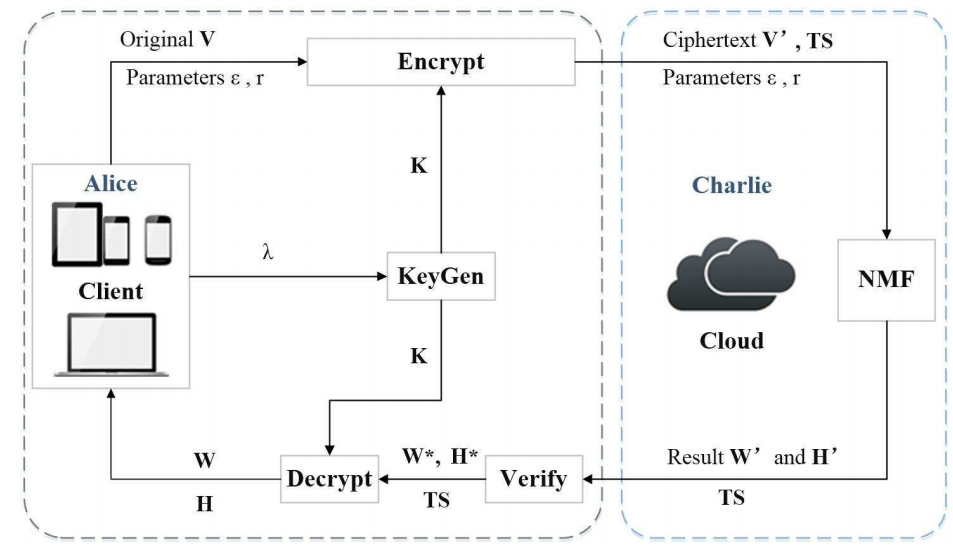 Original V
Parameters ε , r
Encrypt
Ciphertext V’ , TS
Parameters ε , r
K
Alice
Client
λ
KeyGen
Charlie
Cloud
NMF
K
W
H
Decrypt
W*, H*
TS
Verify
Result W’ and H’
TS